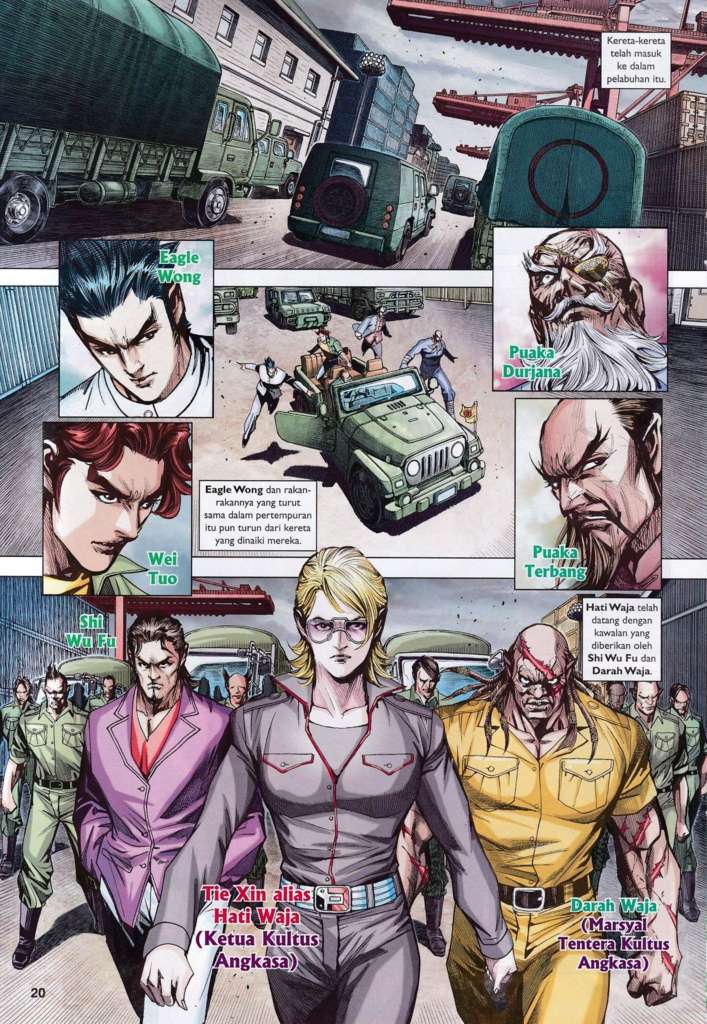 Kereta-kereta
telah masuk
ke dalam
pelabuhan itu.
Eagle
Wong
Puaka
Durjana
Wei
Tuo
Eagle Wong dan rakan-
rakannya yang turut
sama dalam pertempuran
itu pun turun dari kereta
yang dinaiki mereka.
Puaka
Terbang
Shi
Wu Fu
Hati Waja telah
datang dengan
kawalan yang
diberikan oleh
Shi Wu Fu dan
Darah Waja.
Tie Xin alias
Hati Waja
(Ketua Kultus
Angkasa)
Darah Waja
(Marsyal
Tentera Kultus
Angkasa)
20